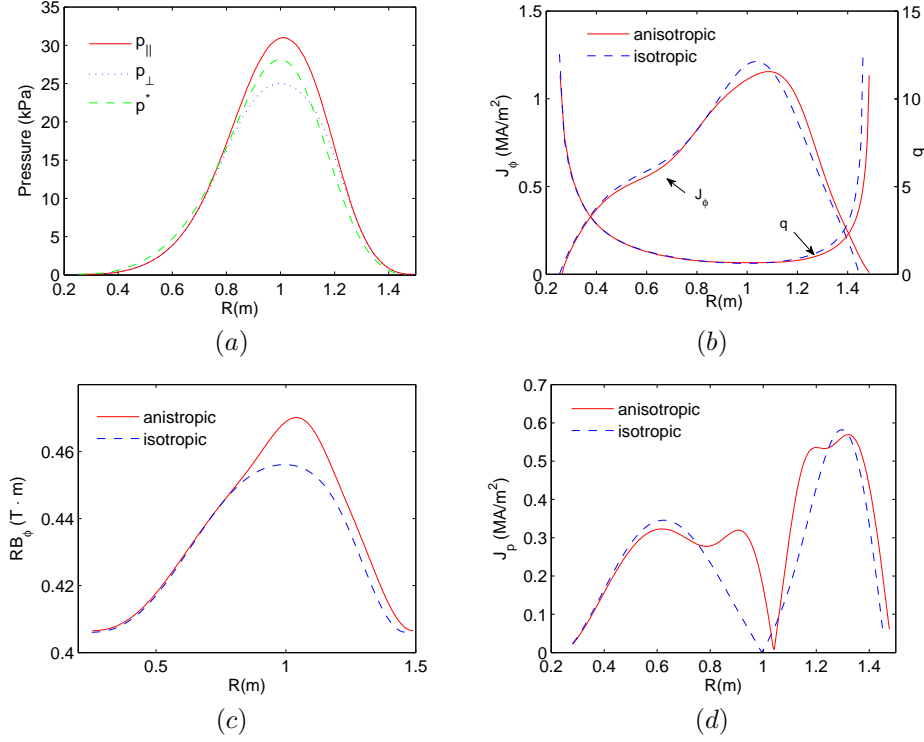 35
30
25
20
15
10
5
0
Pressure (kPa)
p||
p⊥
p*
0.2 0.4 0.6 0.8 1 1.2 1.4
R(m)
(a)
1.5
1
0.5
0
J_ϕ (MA/m²)
anisotropic
isotropic
J_ϕ
q
15
10
5
0
q
0.2 0.4 0.6 0.8 1 1.2 1.4
R(m)
(b)
0.46
0.44
0.42
0.4
RB_ϕ (T · m)
anistropic
isotropic
0.5 1 1.5
R(m)
(c)
0.7
0.6
0.5
0.4
0.3
0.2
0.1
0
J_p (MA/m²)
anisotropic
isotropic
0.2 0.4 0.6 0.8 1 1.2 1.4
R(m)
(d)